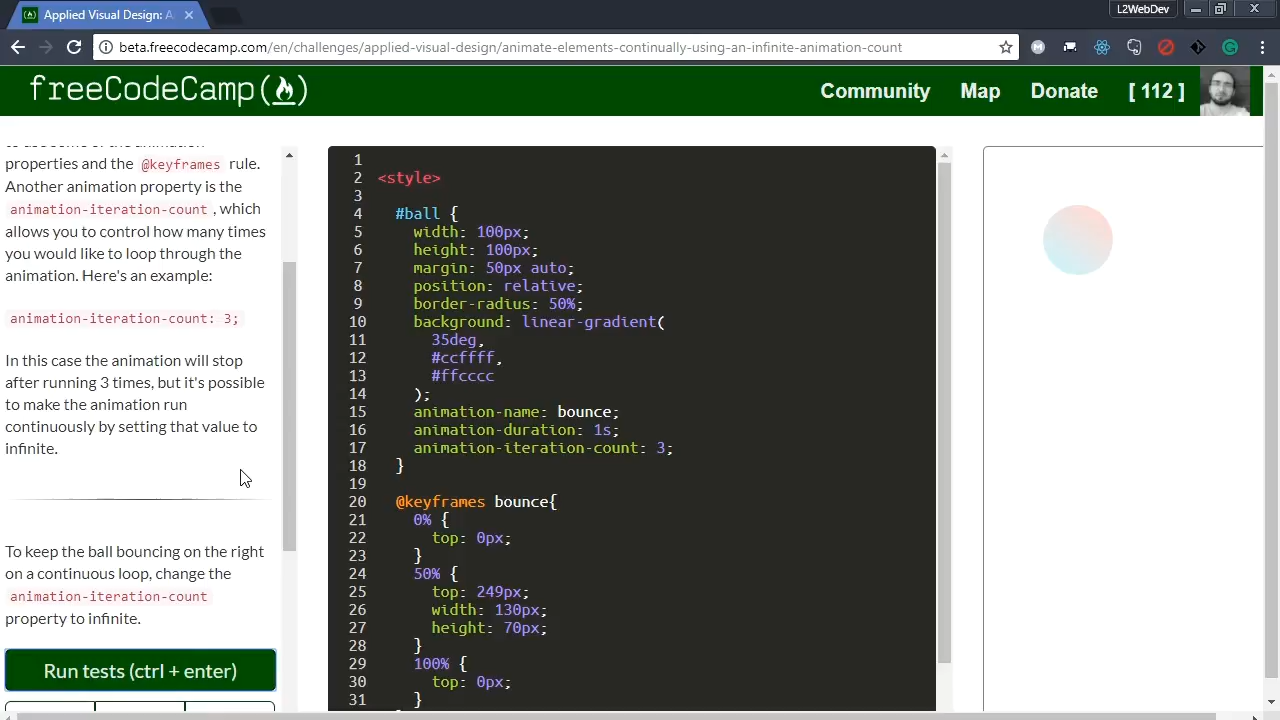 Applied Visual Design: A
L2WebDev
beta.freecodecamp.com/en/challenges/applied-visual-design/animate-elements-continually-using-an-infinite-animation-count
freeCodeCamp
Community
Map
Donate
[ 112 ]
properties and the @keyframes rule.
Another animation property is the
animation-iteration-count, which
allows you to control how many times
you would like to loop through the
animation. Here's an example:
animation-iteration-count: 3;
In this case the animation will stop
after running 3 times, but it's possible
to make the animation run
continuously by setting that value to
infinite.
To keep the ball bouncing on the right
on a continuous loop, change the
animation-iteration-count
property to infinite.
Run tests (ctrl + enter)
1
2 <style>
3
4 #ball {
5 width: 100px;
6 height: 100px;
7 margin: 50px auto;
8 position: relative;
9 border-radius: 50%;
10 background: linear-gradient(
11 35deg,
12 #ccffff,
13 #ffcccc
14 );
15 animation-name: bounce;
16 animation-duration: 1s;
17 animation-iteration-count: 3;
18 }
19
20 @keyframes bounce{
21 0% {
22 top: 0px;
23 }
24 50% {
25 top: 249px;
26 width: 130px;
27 height: 70px;
28 }
29 100% {
30 top: 0px;
31 }